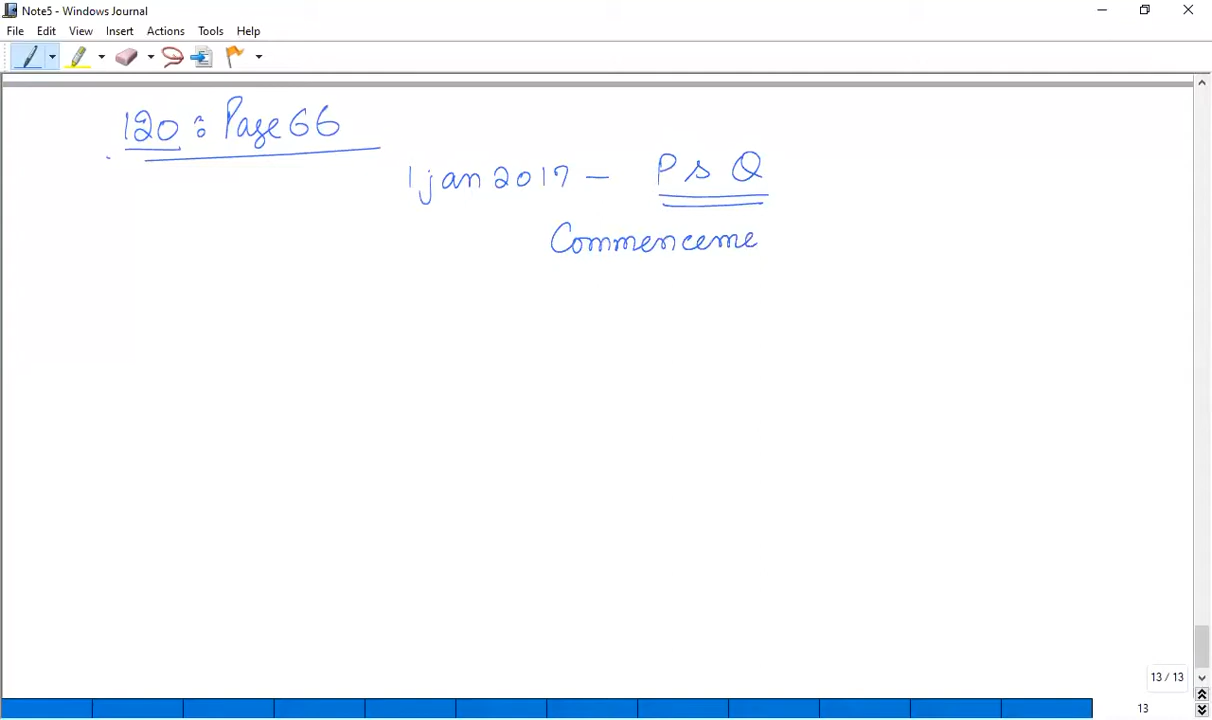 Note5 - Windows Journal
File Edit View Insert Actions Tools Help
120 : Page 66
1 jan 2017 - P s Q
Commenceme
13 / 13
13